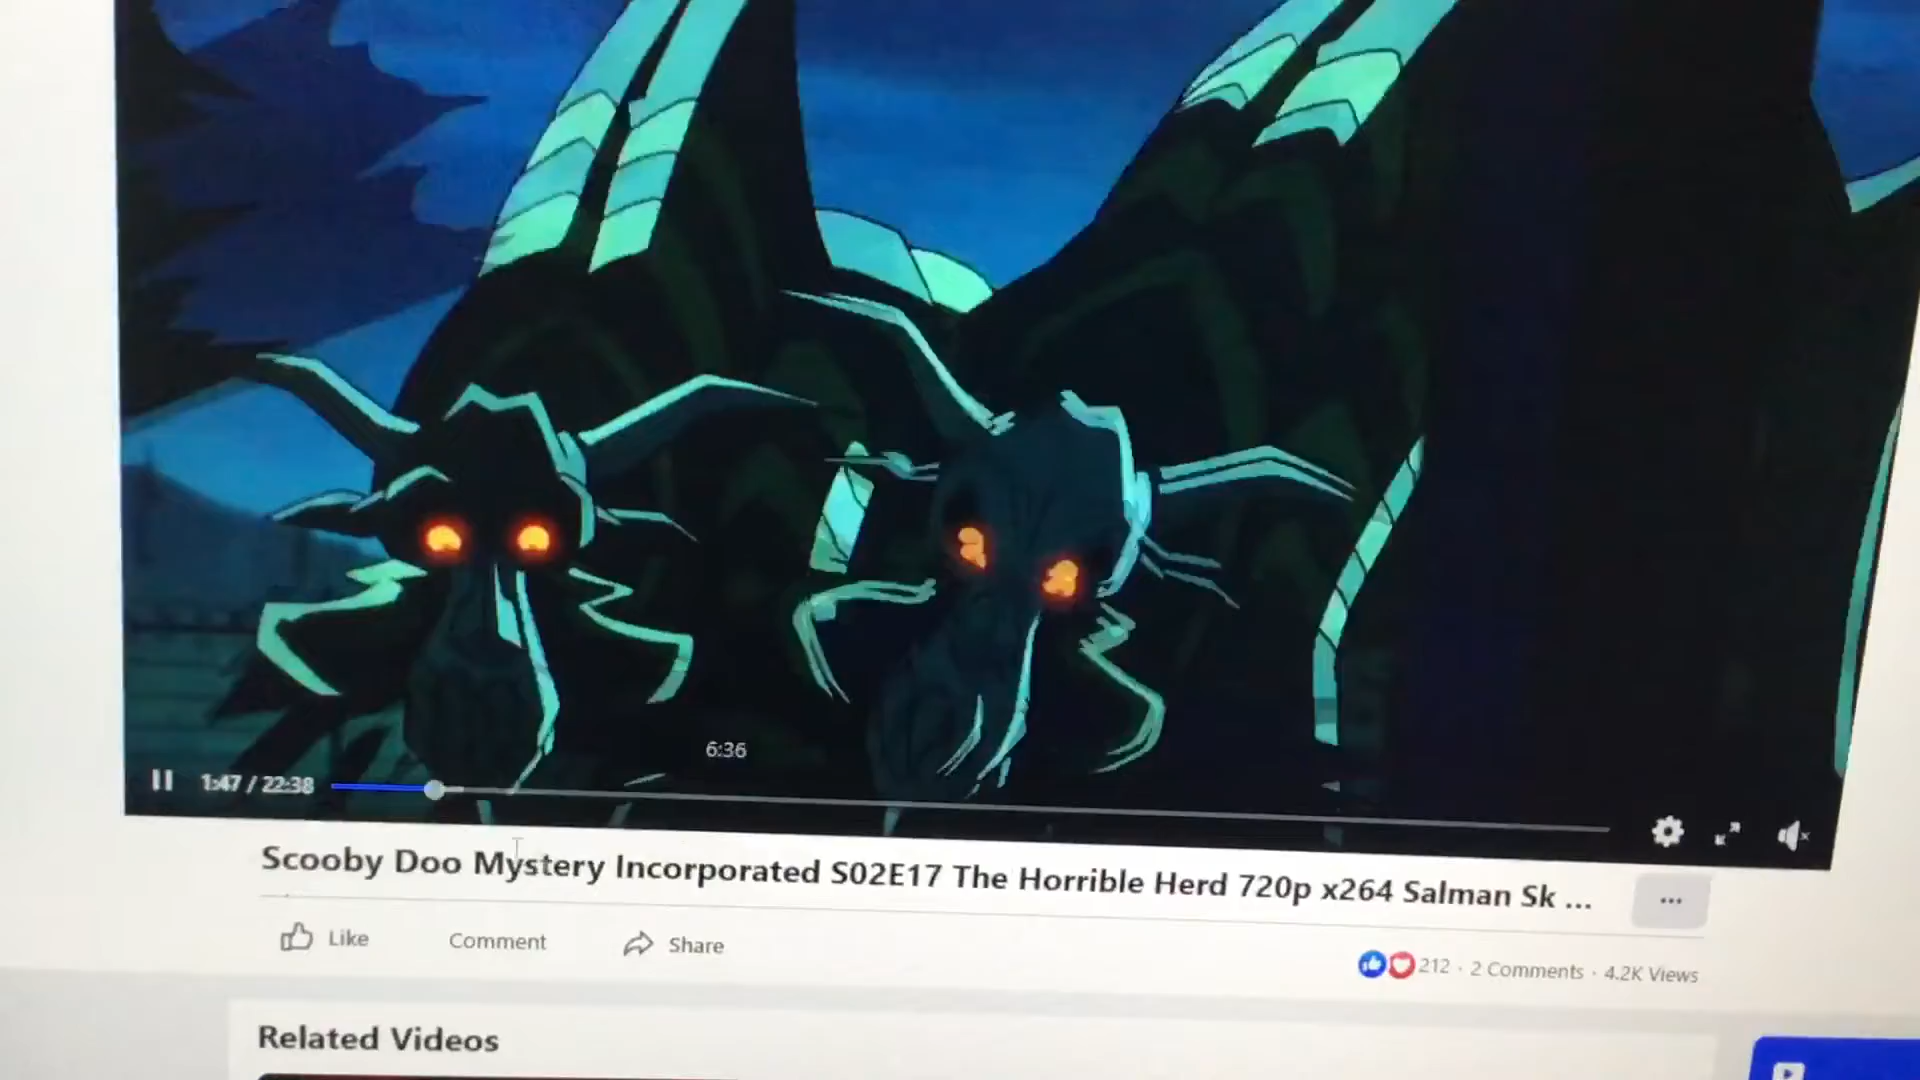 6:36
1:47 / 22:38
Scooby Doo Mystery Incorporated S02E17 The Horrible Herd 720p x264 Salman Sk ...
Like
Comment
Share
212 · 2 Comments · 4.2K Views
Related Videos